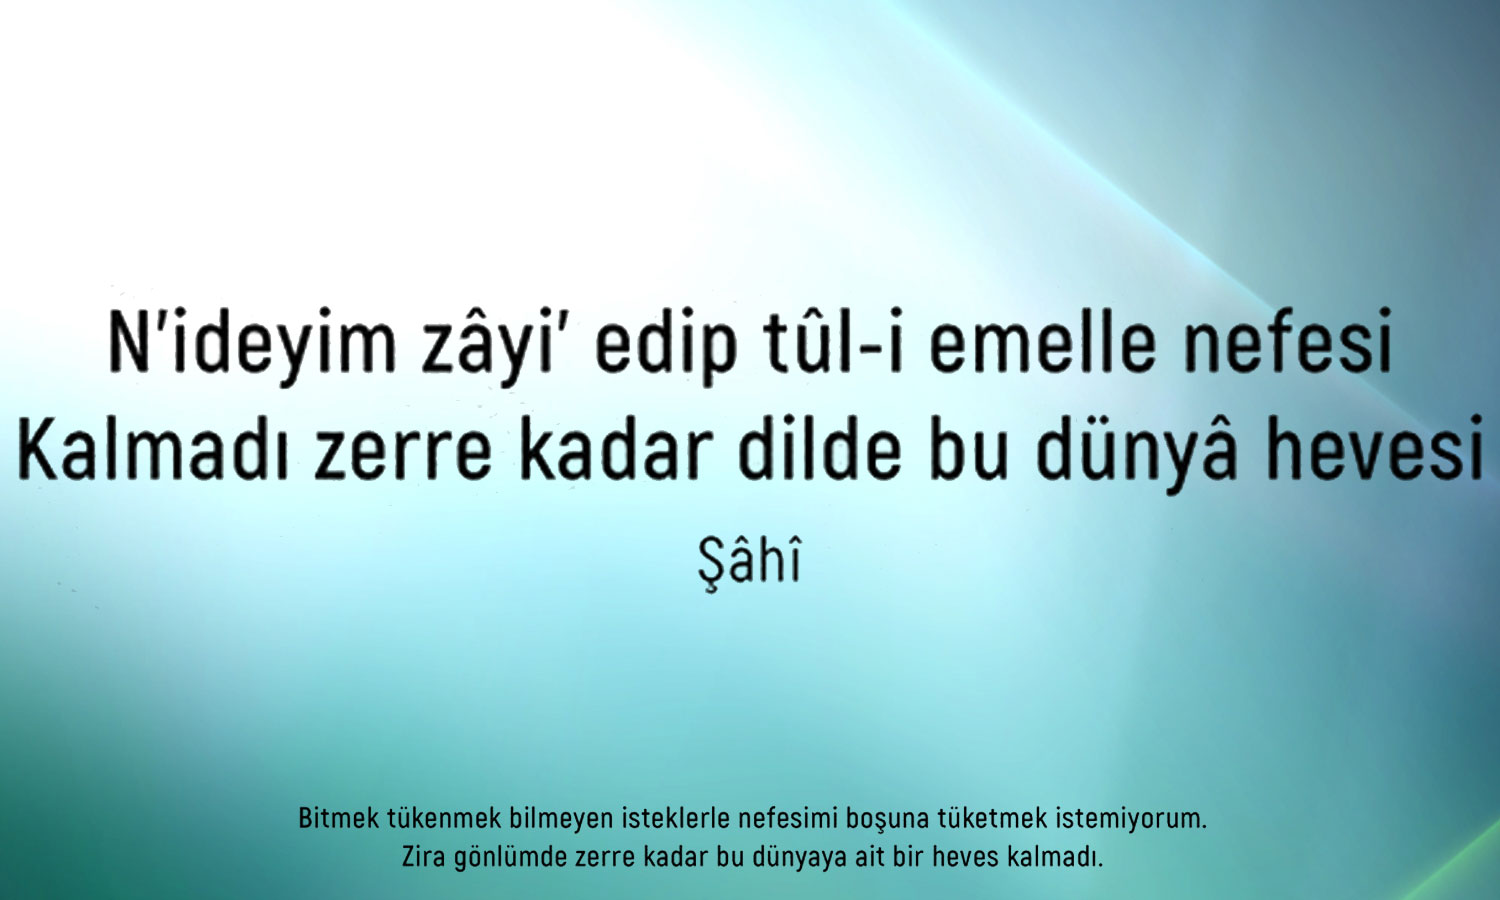 N'ideyim zâyi' edip tûl-i emelle nefesi
Kalmadı zerre kadar dilde bu dünyâ hevesi
Şâhî
Bitmek tükenmek bilmeyen isteklerle nefesimi boşuna tüketmek istemiyorum.
Zira gönlümde zerre kadar bu dünyaya ait bir heves kalmadı.